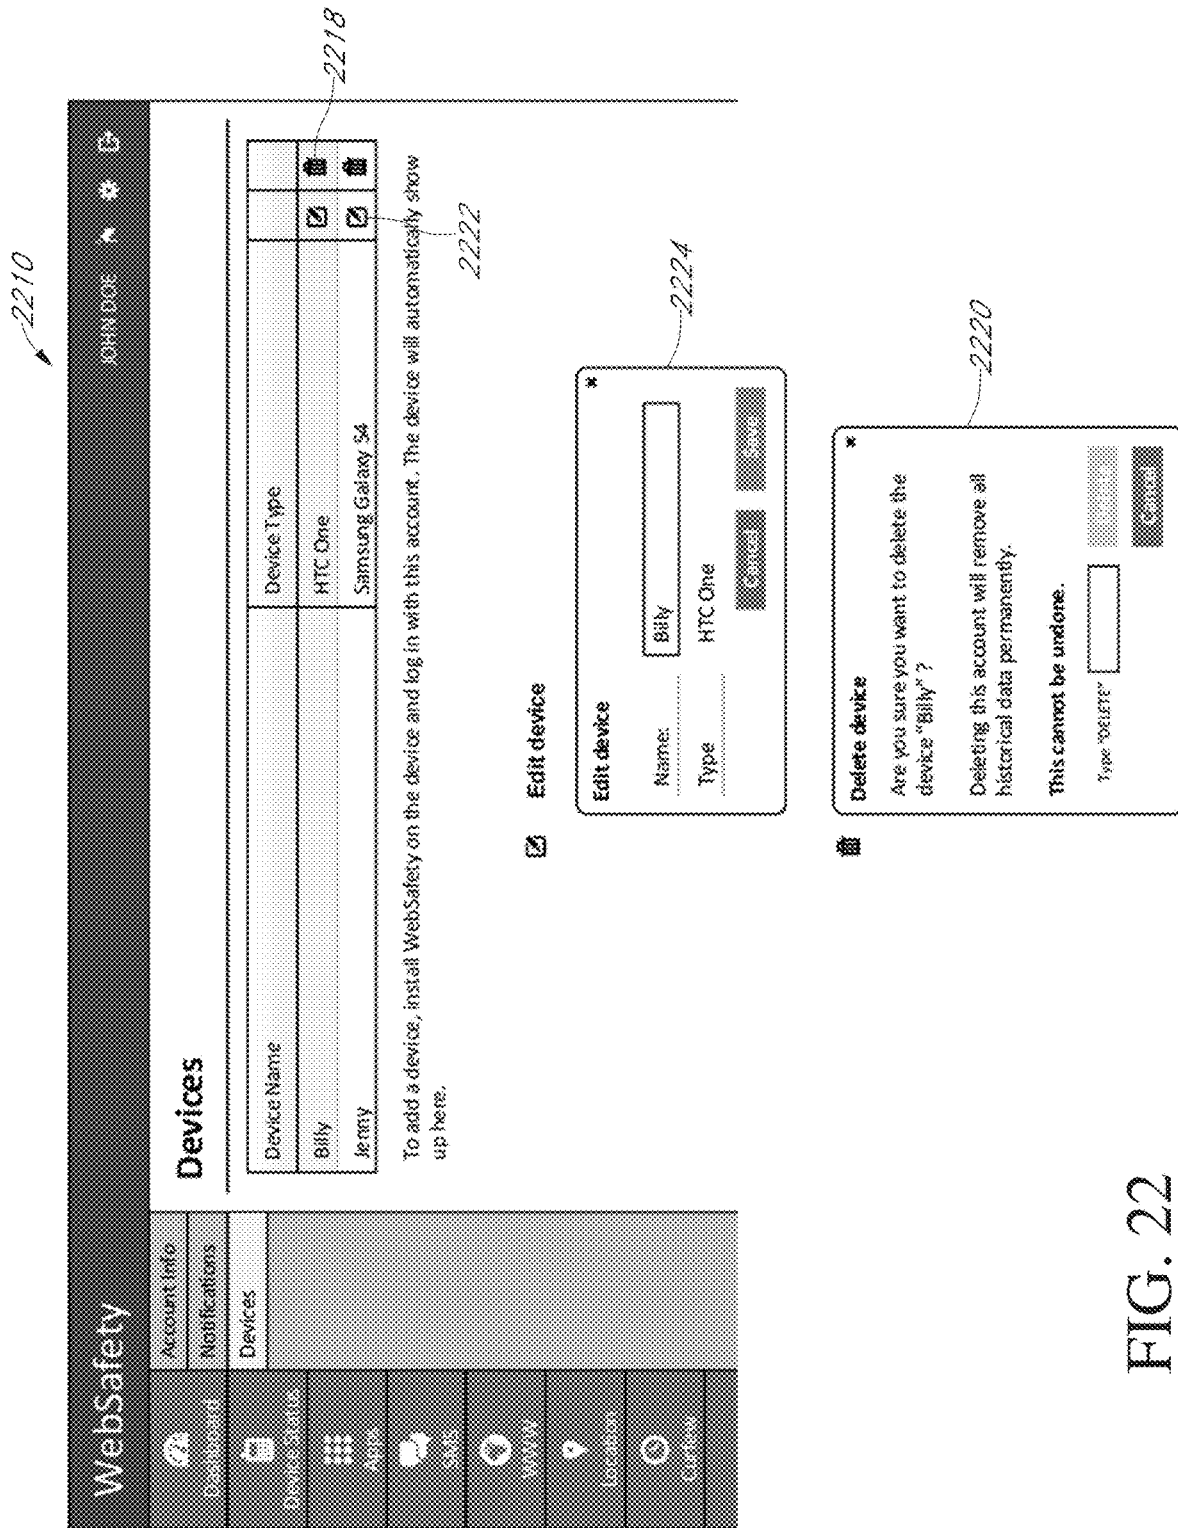 2210
WebSafety
JOHN DOE
Dashboard
Device Status
Apps
SMS
WWW
Location
Curfew
Account Info
Notifications
Devices
Devices
Device Name Device Type
Billy HTC One
Jenny Samsung Galaxy S4
2218
2222
To add a device, install WebSafety on the device and log in with this account. The device will automatically show
up here.
Edit device
Edit device
Name: Billy
Type HTC One
Cancel Save
2224
Delete device
Are you sure you want to delete the
device "Billy" ?
Deleting this account will remove all
historical data permanently.
This cannot be undone.
Type "DELETE"
Cancel
2220
FIG. 22